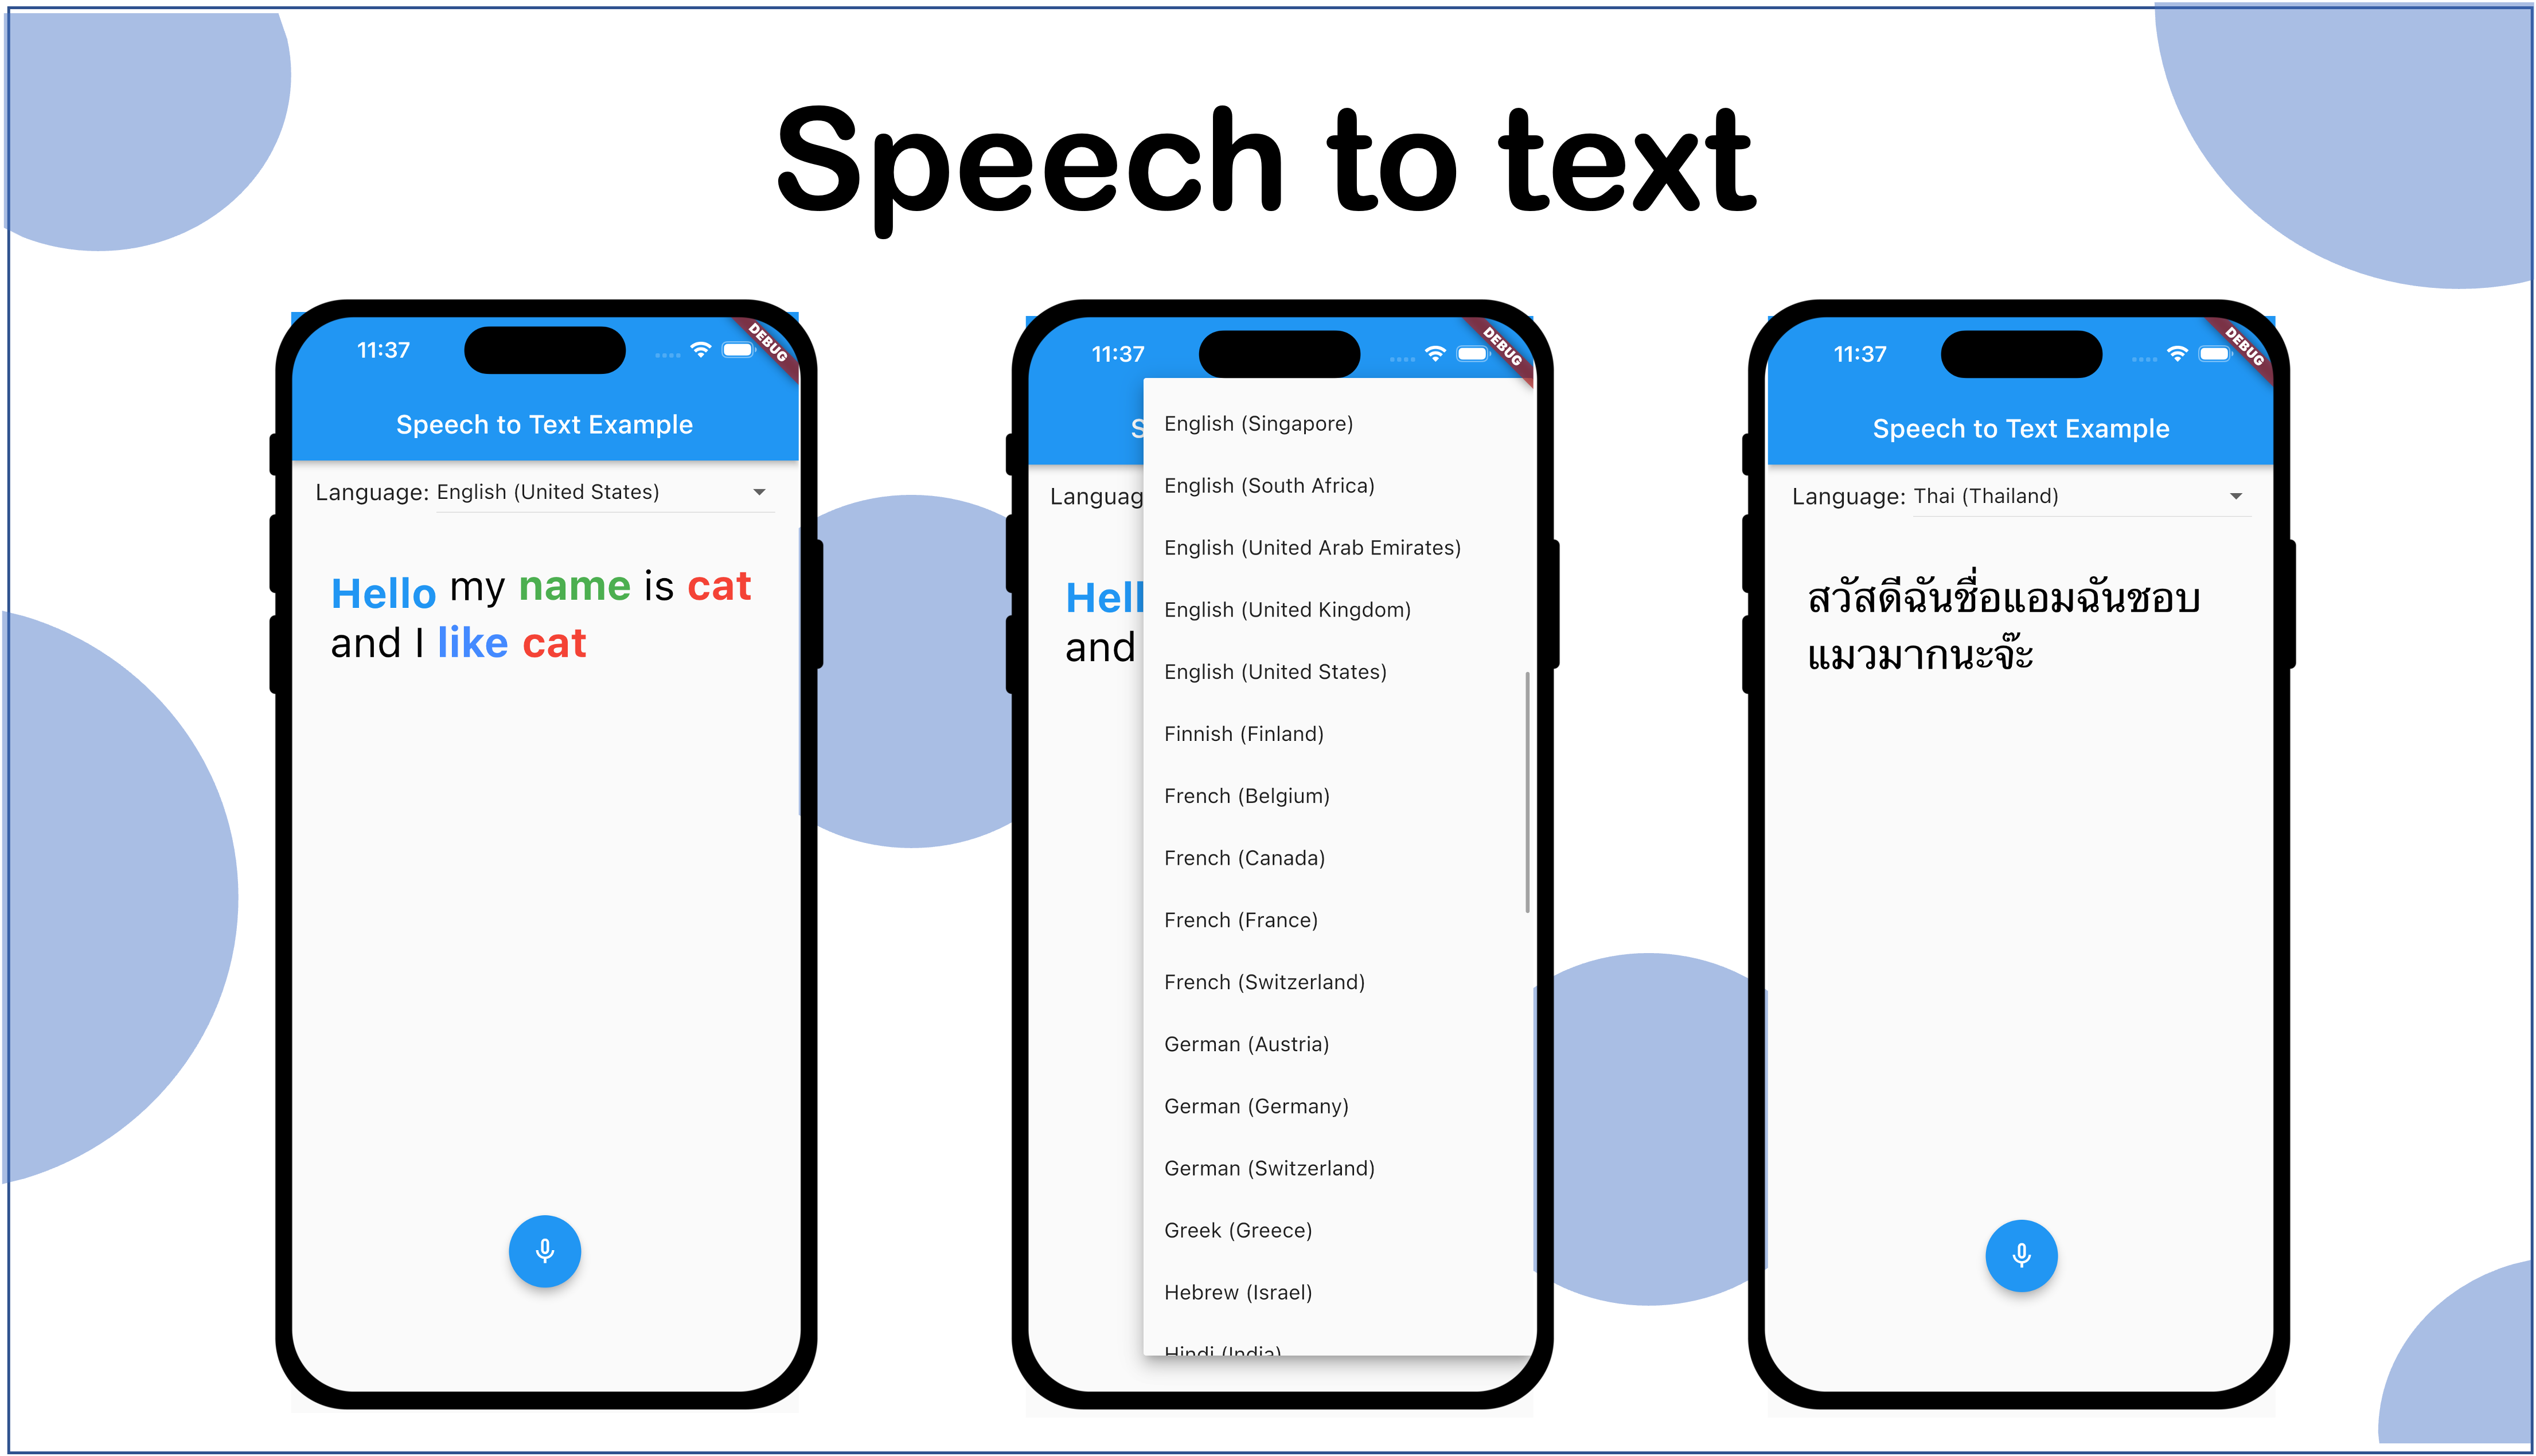 Speech to text
11:37
DEBUG
Speech to Text Example
Language: English (United States)
Hello my name is cat
and I like cat
11:37
DEBUG
S
Languag
Hell
and
English (Singapore)
English (South Africa)
English (United Arab Emirates)
English (United Kingdom)
English (United States)
Finnish (Finland)
French (Belgium)
French (Canada)
French (France)
French (Switzerland)
German (Austria)
German (Germany)
German (Switzerland)
Greek (Greece)
Hebrew (Israel)
Hindi (India)
11:37
DEBUG
Speech to Text Example
Language: Thai (Thailand)
สวัสดีฉันชื่อแอมฉันชอบ
แมวมากนะจ๊ะ